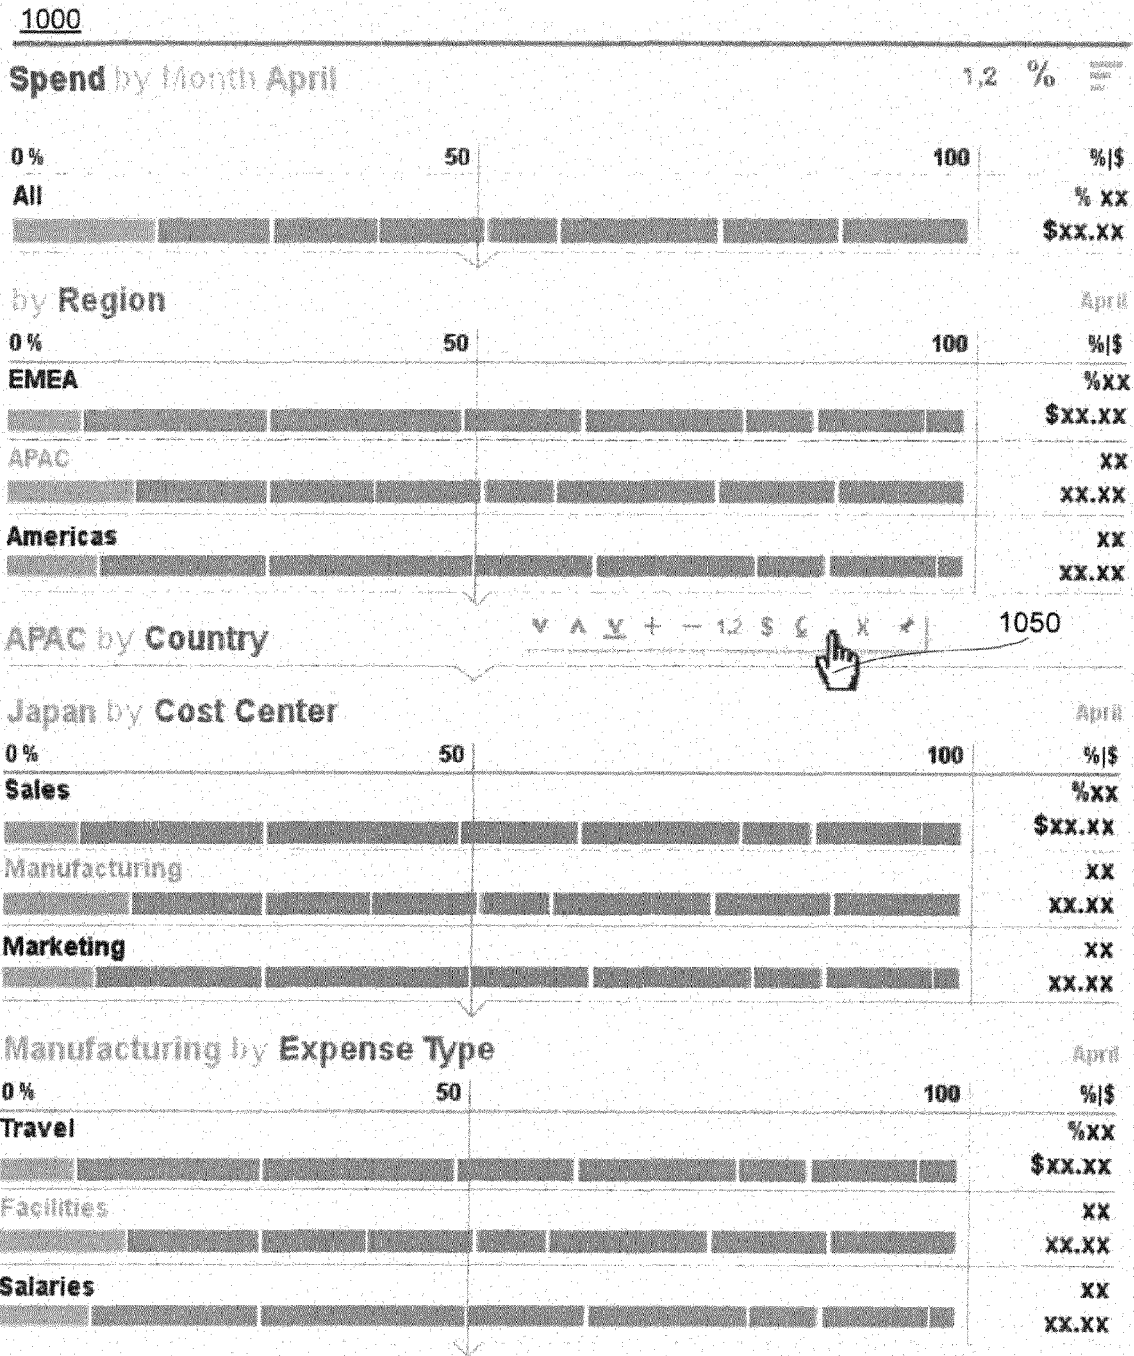 1000
Spend by Month April 1,2 %
0 % 50 100 %|$
All % xx
$xx.xx
by Region April
0 % 50 100 %|$
EMEA %xx
$xx.xx
APAC xx
xx.xx
Americas xx
xx.xx
APAC by Country + − 1,2 $ X 1050
Japan by Cost Center April
0 % 50 100 %|$
Sales %xx
$xx.xx
Manufacturing xx
xx.xx
Marketing xx
xx.xx
Manufacturing by Expense Type April
0 % 50 100 %|$
Travel %xx
$xx.xx
Facilities xx
xx.xx
Salaries xx
xx.xx